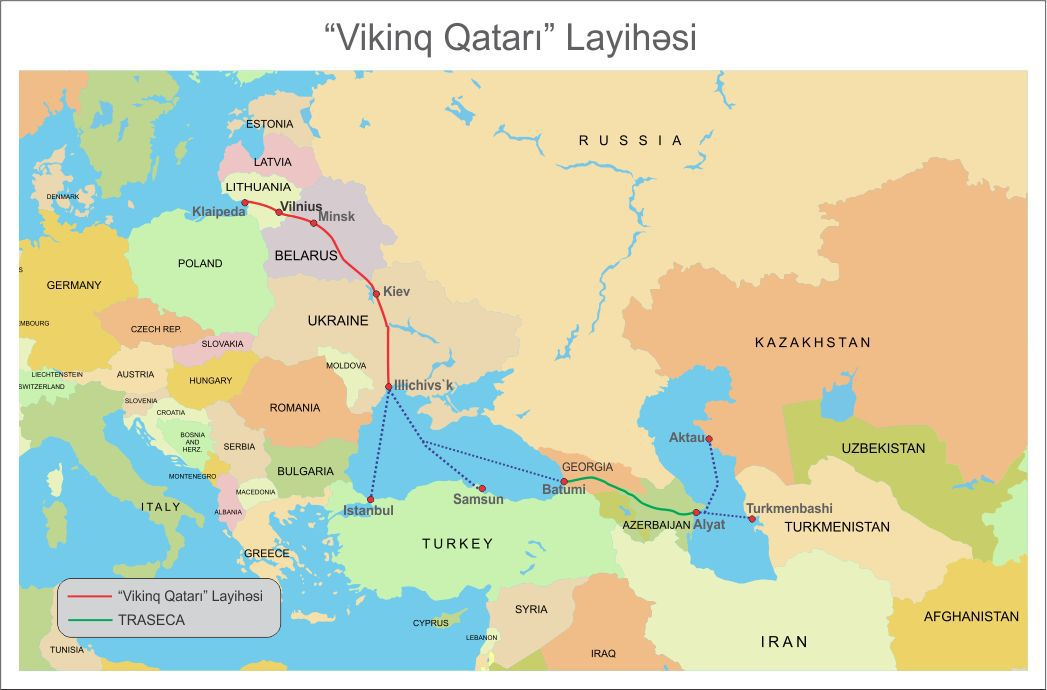 “Vikinq Qatarı” Layihəsi
RUSSIA
ESTONIA
LATVIA
LITHUANIA
DENMARK
Klaipeda
Vilnius
Minsk
BELARUS
POLAND
GERMANY
Kiev
UKRAINE
EMBOURG
CZECH REP.
SLOVAKIA
KAZAKHSTAN
LIECHTENSTEIN
SWITZERLAND
AUSTRIA
HUNGARY
MOLDOVA
Illichivs`k
SLOVENIA
CROATIA
ROMANIA
BOSNIA
AND
HERZ.
SERBIA
Aktau
UZBEKISTAN
MONTENEGRO
BULGARIA
GEORGIA
MACEDONIA
Batumi
Samsun
ITALY
ALBANIA
Istanbul
AZERBAIJAN
Alyat
Turkmenbashi
TURKMENISTAN
GREECE
TURKEY
“Vikinq Qatarı” Layihəsi
TRASECA
SYRIA
CYPRUS
LEBANON
AFGHANISTAN
TUNISIA
IRAQ
IRAN